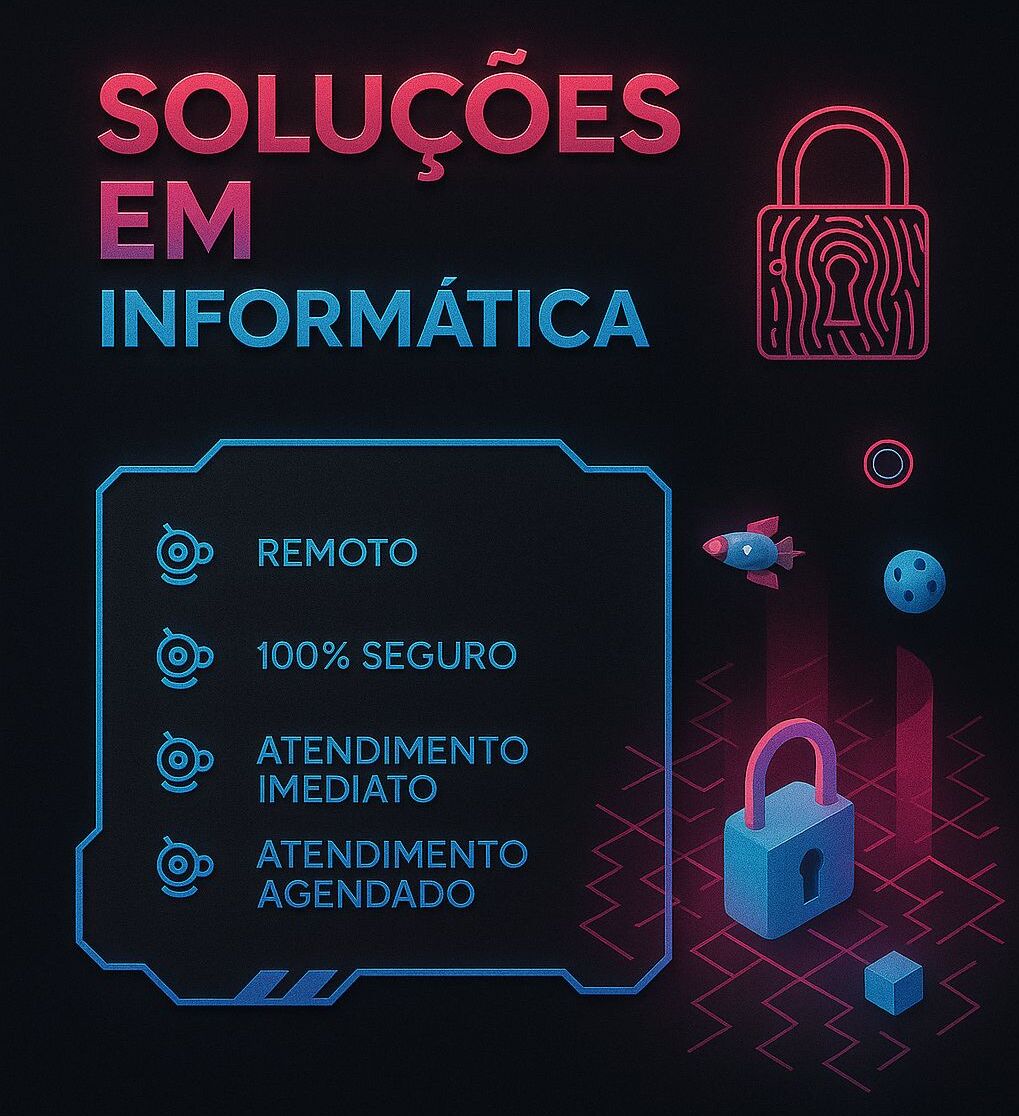 SOLUÇÕES
EM
INFORMÁTICA
REMOTO
100% SEGURO
ATENDIMENTO
IMEDIATO
ATENDIMENTO
AGENDADO